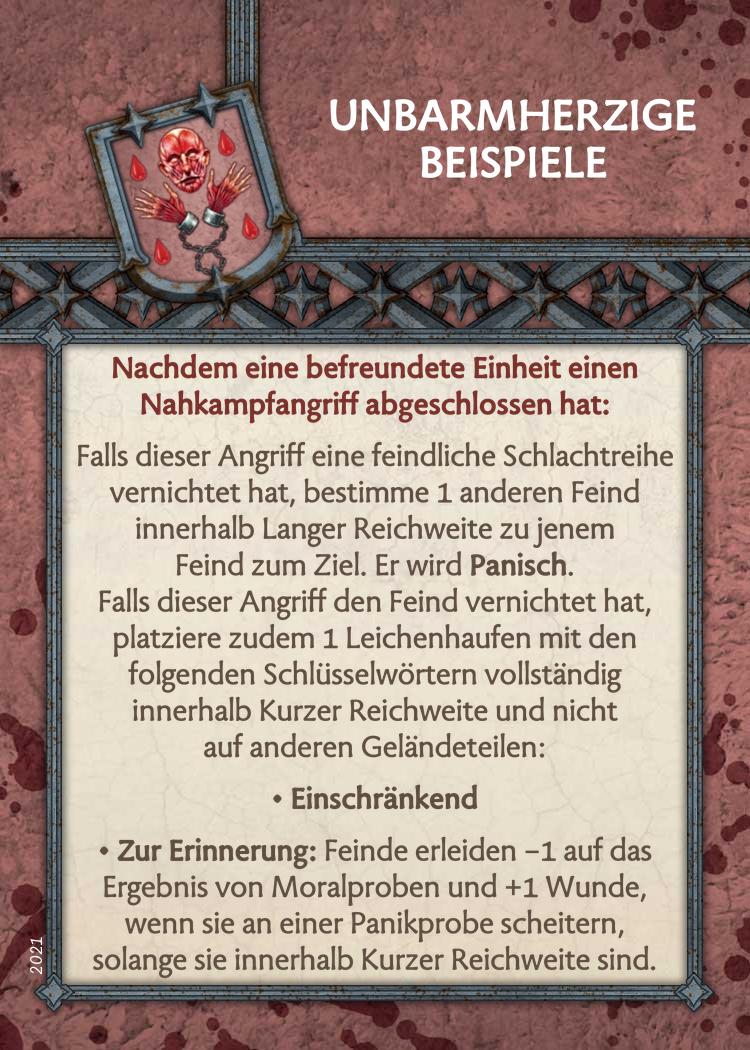 UNBARMHERZIGE
BEISPIELE
Nachdem eine befreundete Einheit einen
Nahkampfangriff abgeschlossen hat:
Falls dieser Angriff eine feindliche Schlachtreihe
vernichtet hat, bestimme 1 anderen Feind
innerhalb Langer Reichweite zu jenem
Feind zum Ziel. Er wird Panisch.
Falls dieser Angriff den Feind vernichtet hat,
platziere zudem 1 Leichenhaufen mit den
folgenden Schlüsselwörtern vollständig
innerhalb Kurzer Reichweite und nicht
auf anderen Geländeteilen:
• Einschränkend
• Zur Erinnerung: Feinde erleiden –1 auf das
Ergebnis von Moralproben und +1 Wunde,
wenn sie an einer Panikprobe scheitern,
solange sie innerhalb Kurzer Reichweite sind.
2021